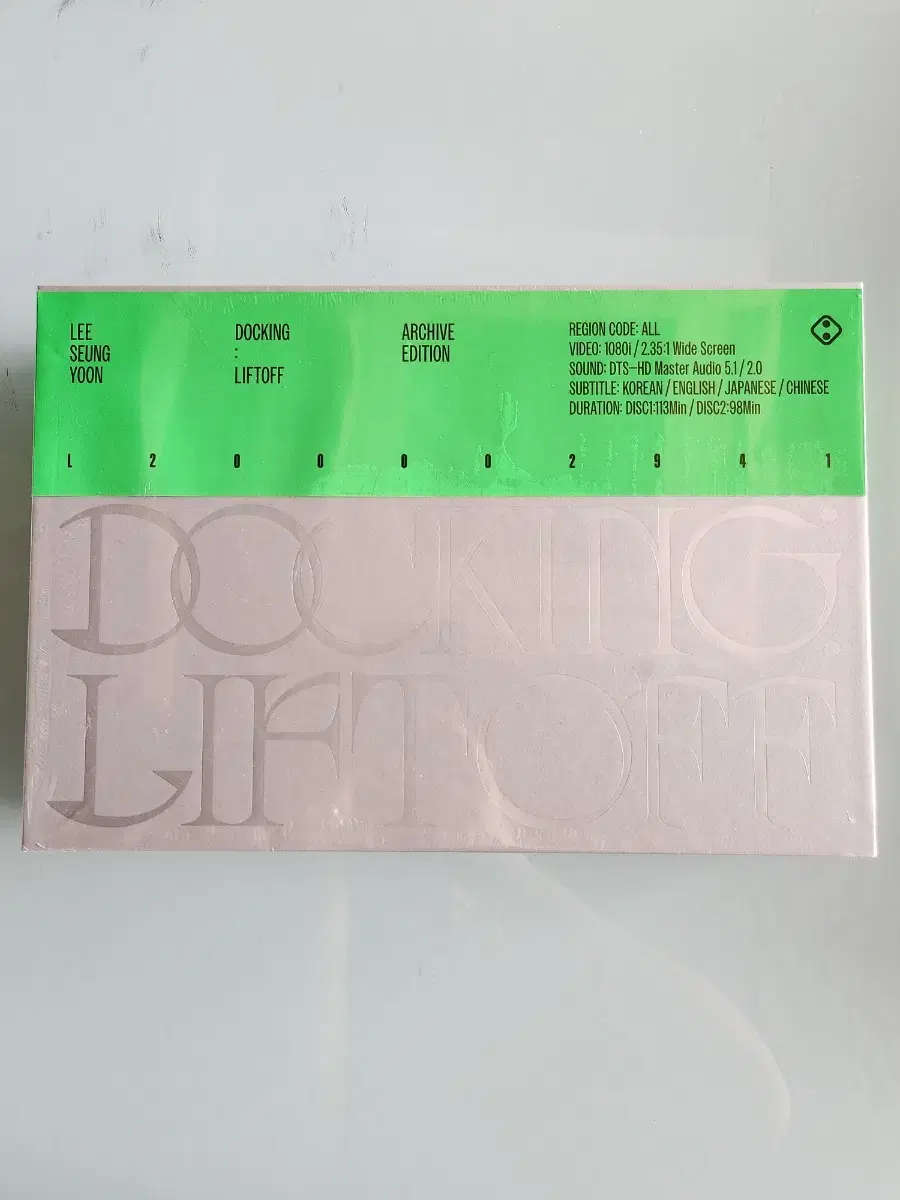 LEE
SEUNG
YOON
DOCKING
:
LIFTOFF
ARCHIVE
EDITION
REGION CODE: ALL
VIDEO: 1080i / 2.35:1 Wide Screen
SOUND: DTS-HD Master Audio 5.1 / 2.0
SUBTITLE: KOREAN / ENGLISH / JAPANESE / CHINESE
DURATION: DISC1:113Min / DISC2:98Min
L 2 0 0 0 0 2 9 4 1
DOCKING:
LIFTOFF